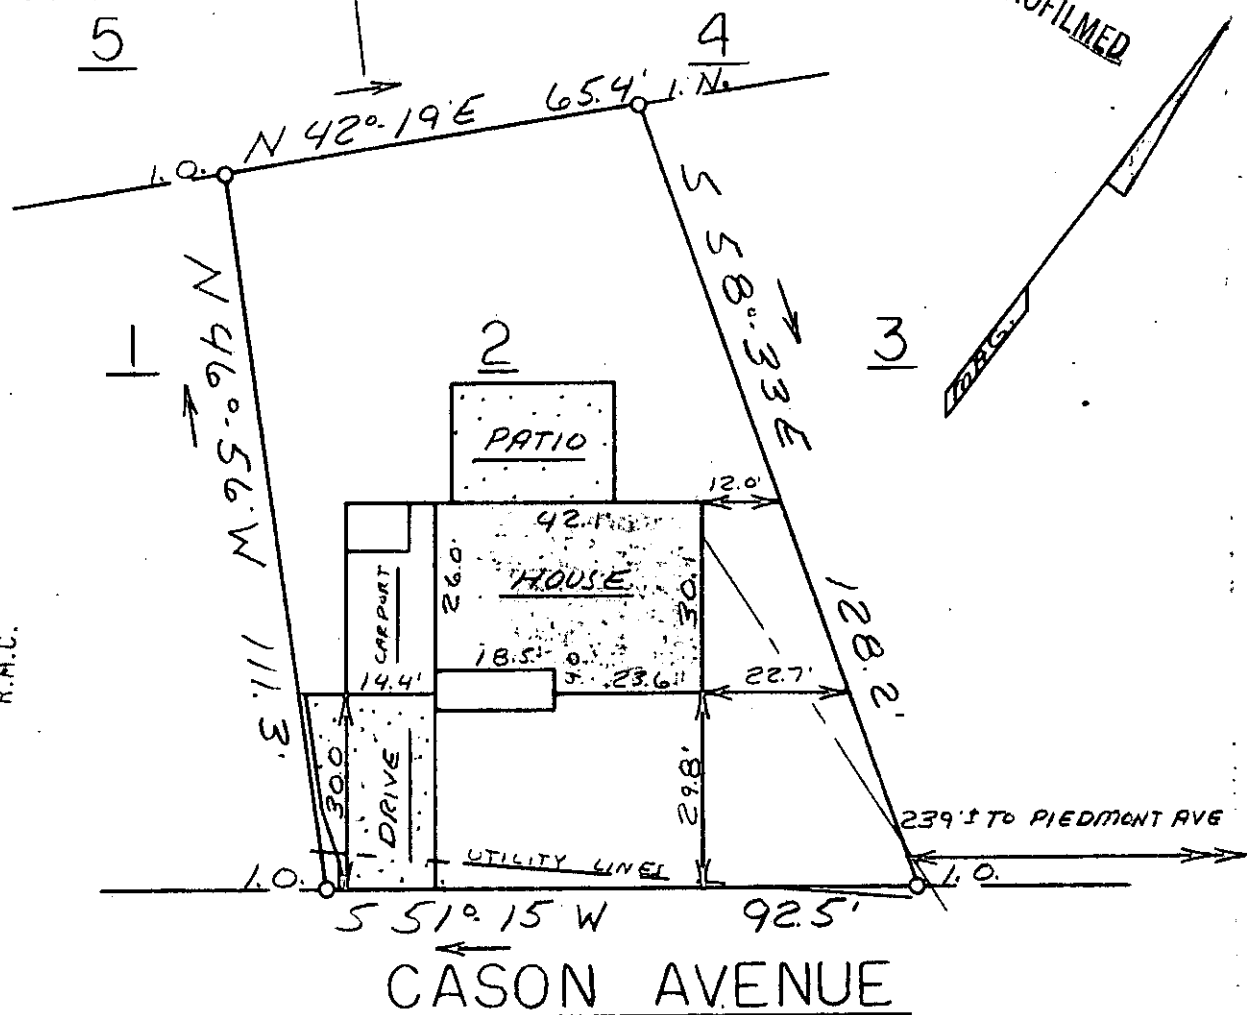 5
4
N 42°-19'E 65.4'
I. N.
I. O.
N 46°-56'W 111.3'
S 58°-33'E 128.2'
1
2
3
PATIO
12.0'
42.1'
26.0'
HOUSE
30.1
CARPORT
18.5'
23.6'
22.7'
14.4'
30.0'
DRIVE
29.8'
239'± TO PIEDMONT AVE
UTILITY LINES
I. O.
I. O.
S 51°-15'W 92.5'
CASON AVENUE
R.M.C.